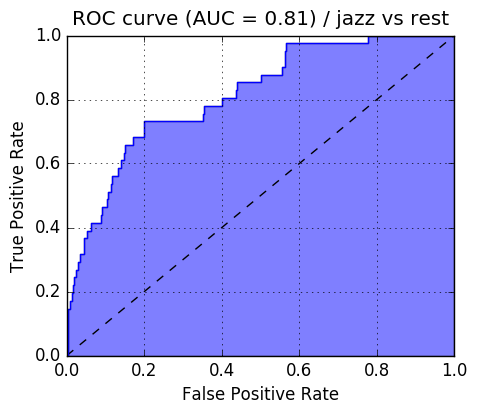 ROC curve (AUC = 0.81) / jazz vs rest
True Positive Rate
1.0
0.8
0.6
0.4
0.2
0.0
0.0 0.2 0.4 0.6 0.8 1.0
False Positive Rate